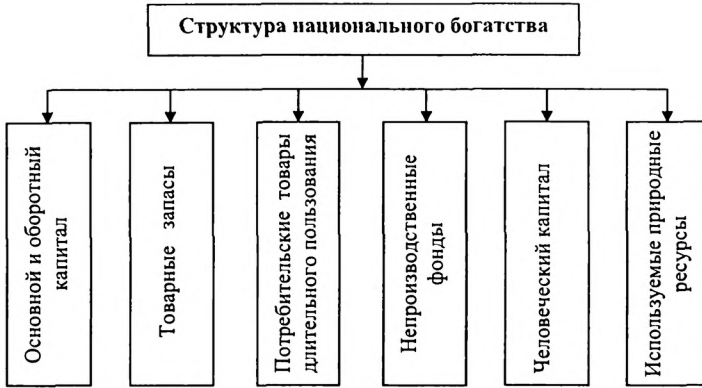 Структура национального богатства
Основной и оборотный
капитал
Товарные запасы
Потребительские товары
длительного пользования
Непроизводственные
фонды
Человеческий капитал
Используемые природные
ресурсы